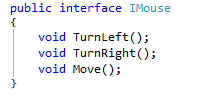 public interface IMouse
{
    void TurnLeft();
    void TurnRight();
    void Move();
}